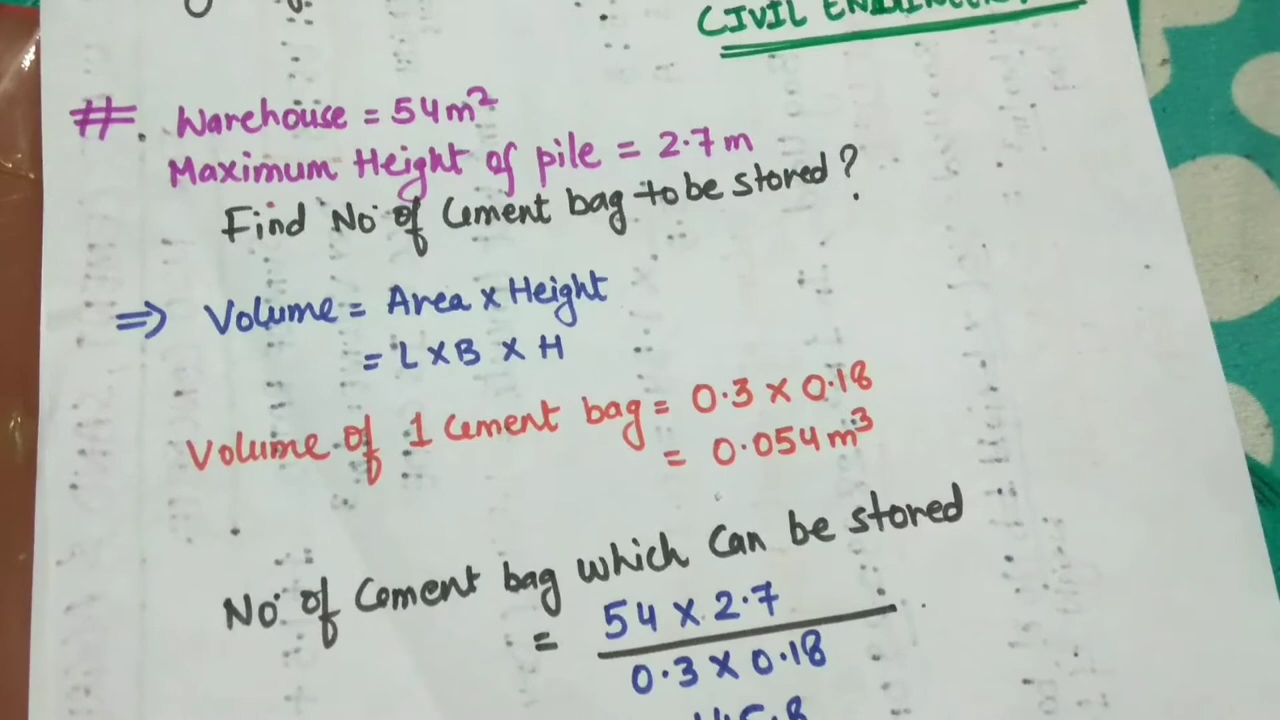 CIVIL
#. Warehouse = 54m²
Maximum Height of pile = 2.7 m
Find No of Cement bag to be stored?
⇒ Volume = Area x Height
= L x B x H
Volume of 1 Cement bag = 0.3 x 0.18
= 0.054 m³
No of Cement bag which can be stored
= 54 x 2.7
0.3 x 0.18